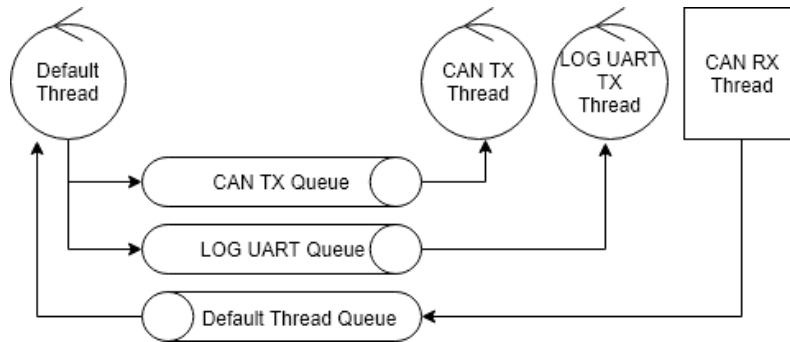 Default
Thread
CAN TX
Thread
LOG UART
TX
Thread
CAN RX
Thread
CAN TX Queue
LOG UART Queue
Default Thread Queue